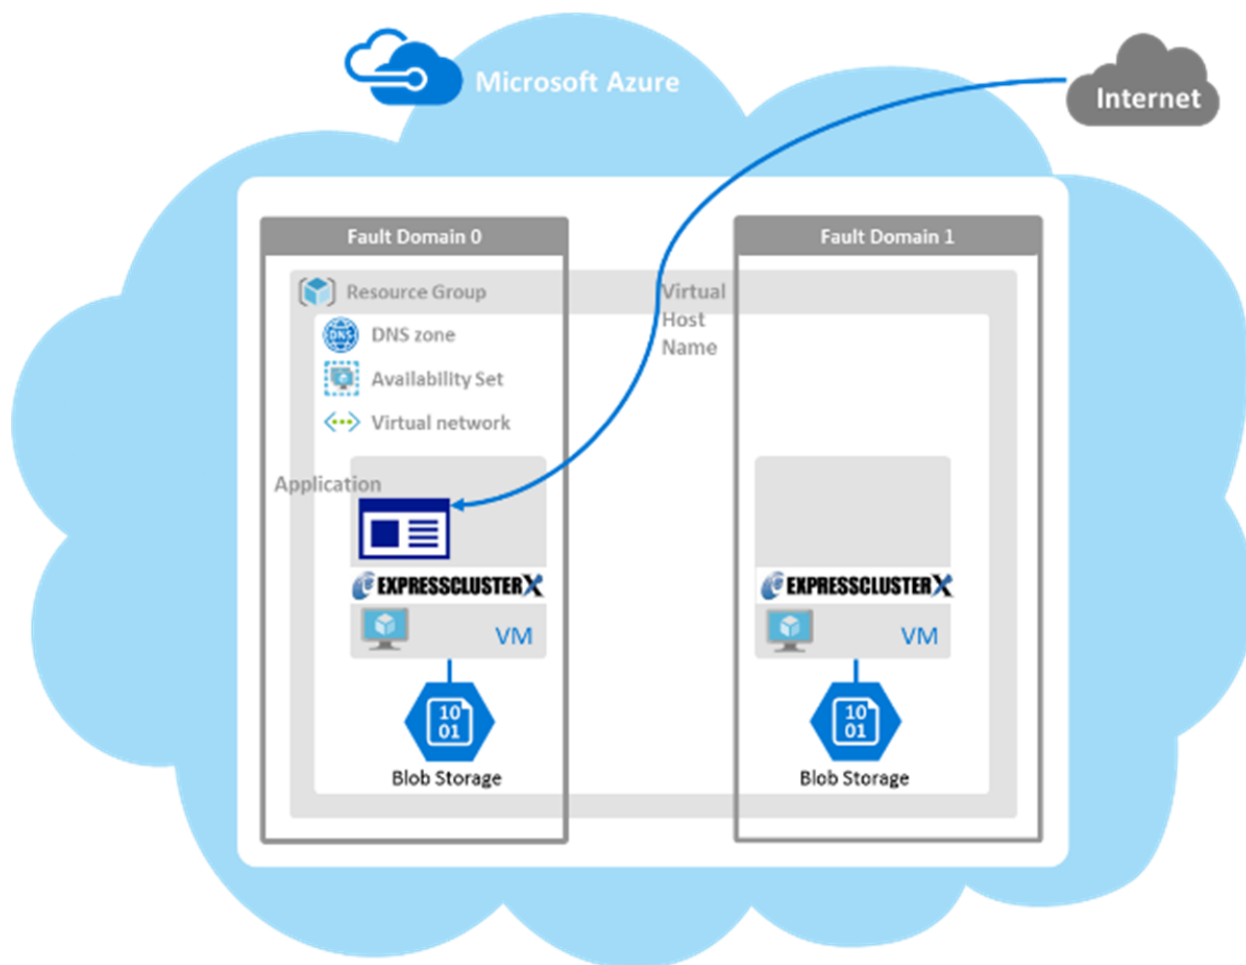 Microsoft Azure
Internet
Fault Domain 0
Fault Domain 1
Resource Group
Virtual
Host
Name
DNS
DNS zone
Availability Set
Virtual network
Application
EXPRESSCLUSTER X
EXPRESSCLUSTER X
VM
VM
10
01
10
01
Blob Storage
Blob Storage